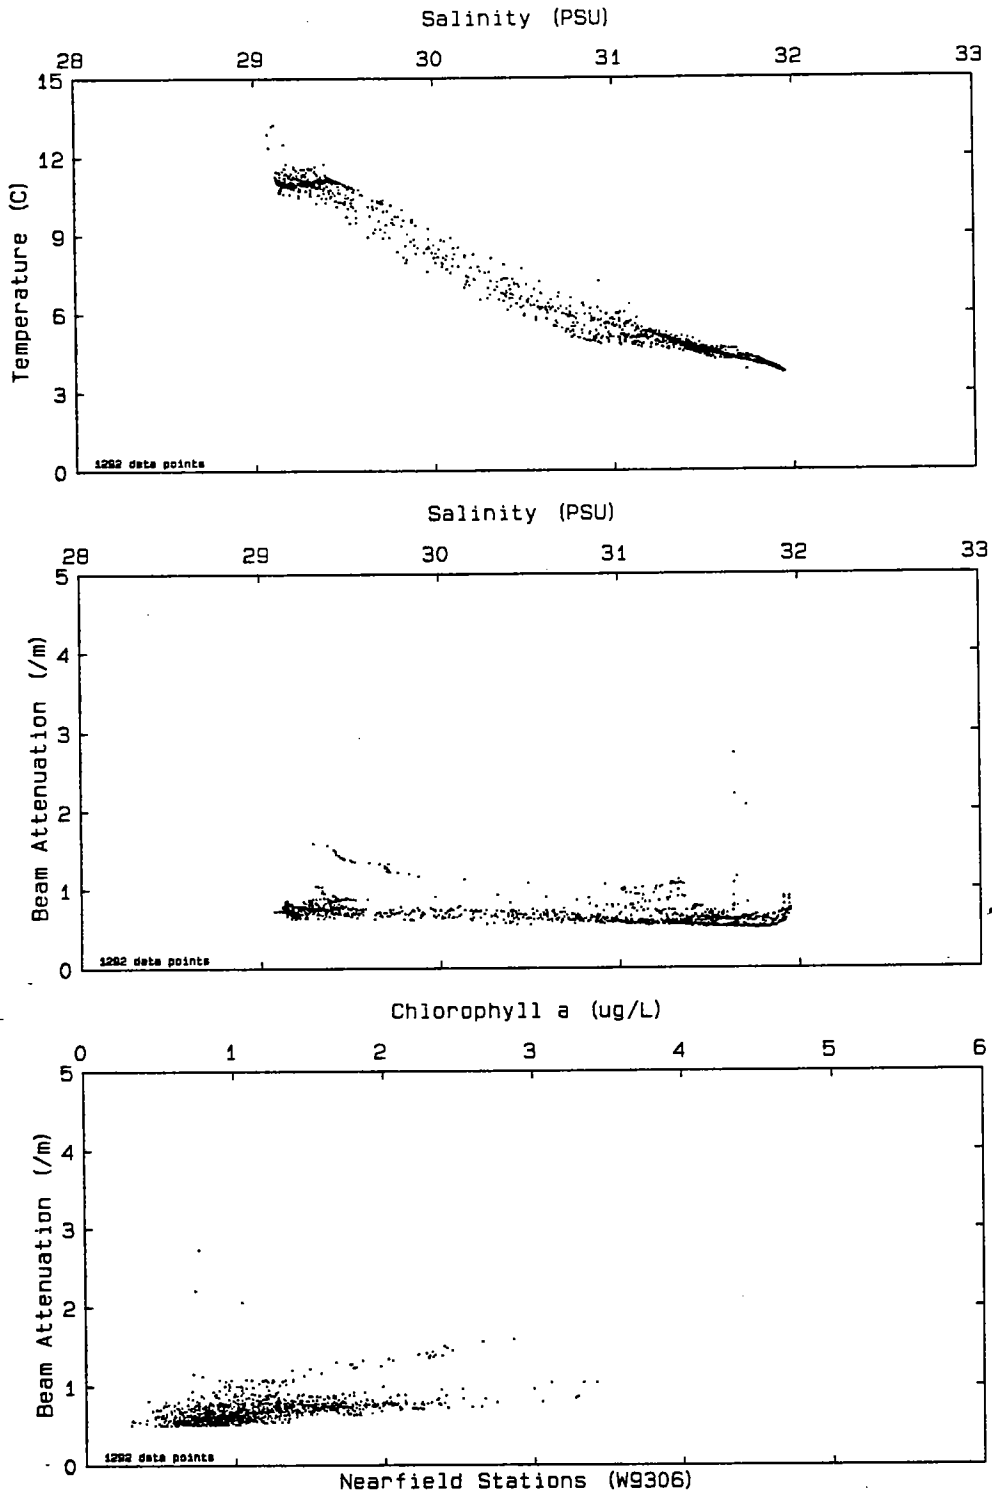 Salinity (PSU)
28 29 30 31 32 33
15
12
9
6
3
0
Temperature (C)
1292 data points
Salinity (PSU)
28 29 30 31 32 33
5
4
3
2
1
0
Beam Attenuation (/m)
1292 data points
Chlorophyll a (ug/L)
0 1 2 3 4 5 6
5
4
3
2
1
0
Beam Attenuation (/m)
1292 data points
Nearfield Stations (W9306)